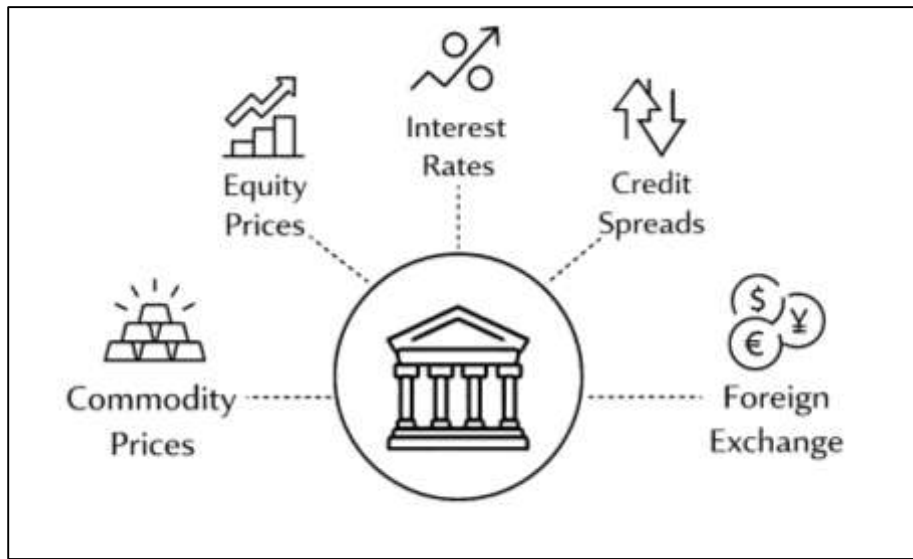 Interest
Rates
Equity
Prices
Credit
Spreads
Commodity
Prices
$
¥
€
Foreign
Exchange